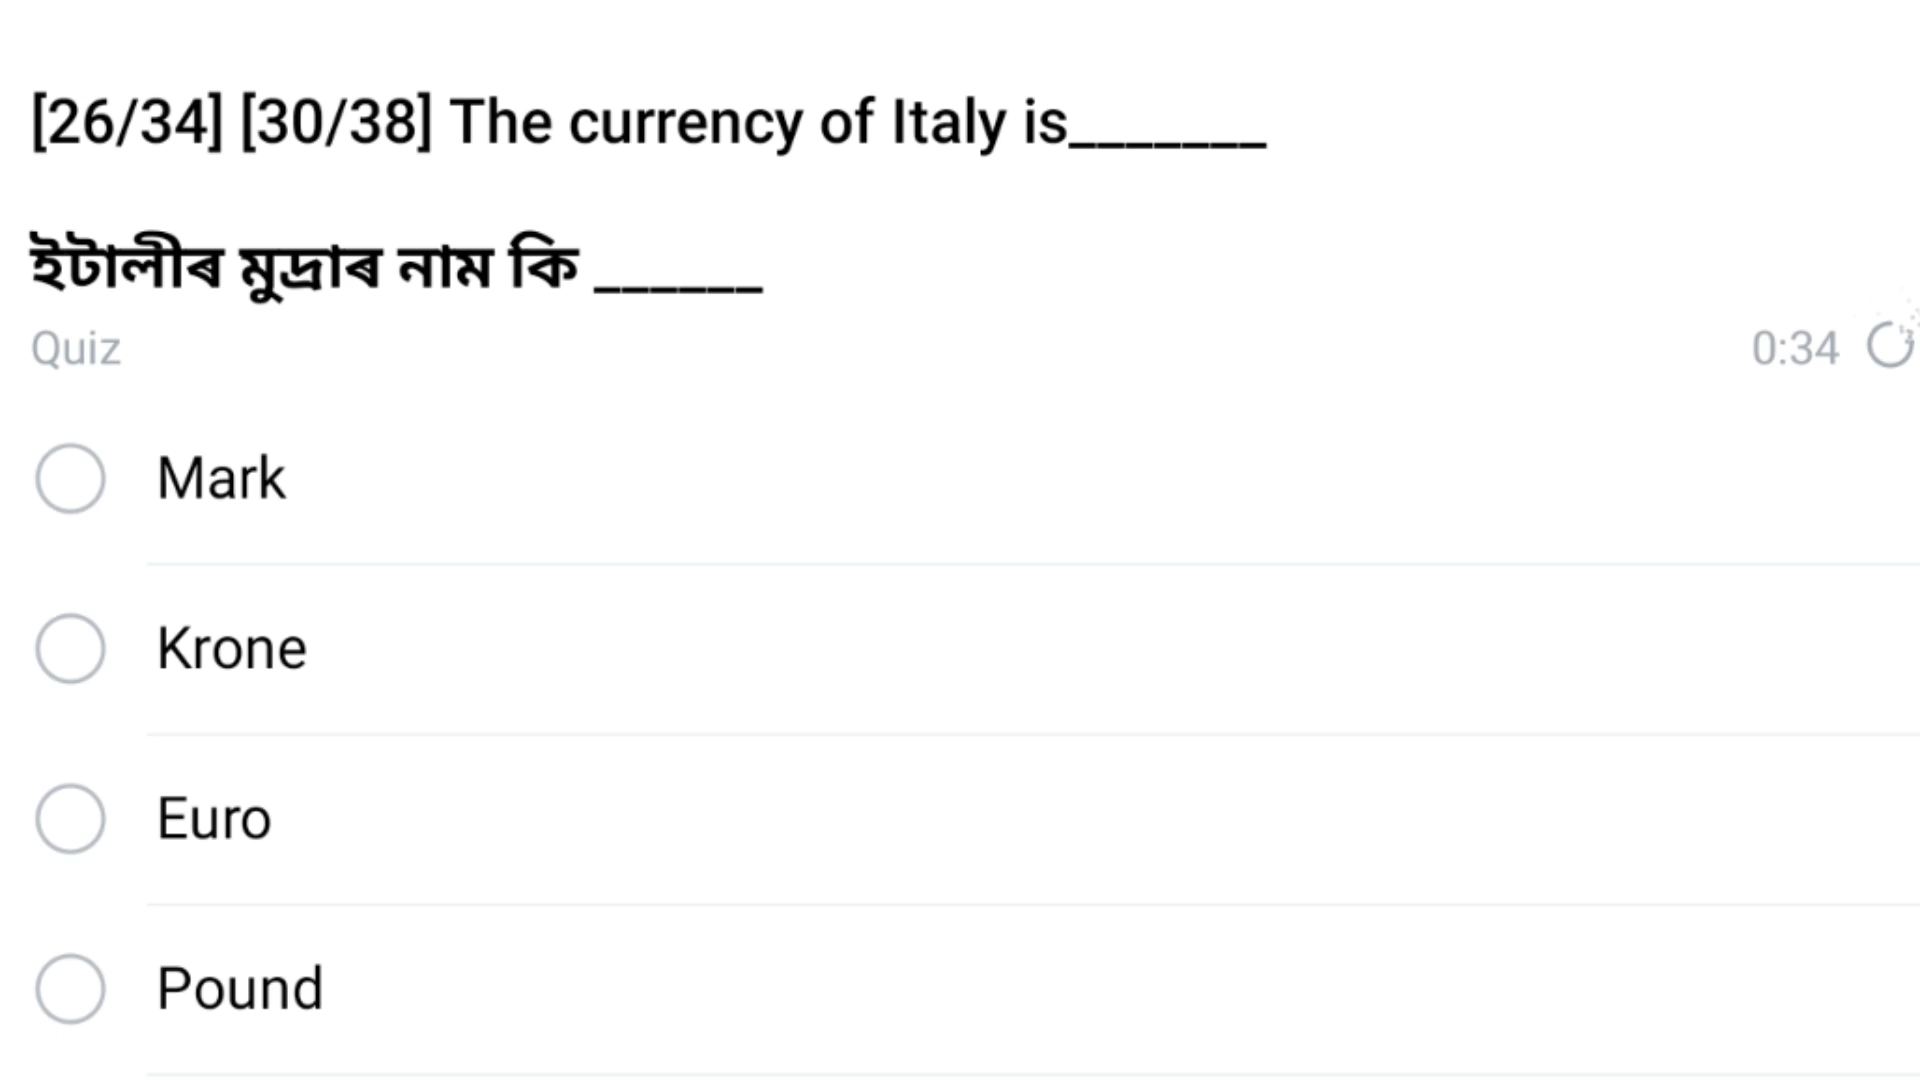 [26/34] [30/38] The currency of Italy is_______
ইটালীৰ মুদ্ৰাৰ নাম কি ______
Quiz
0:34
Mark
Krone
Euro
Pound